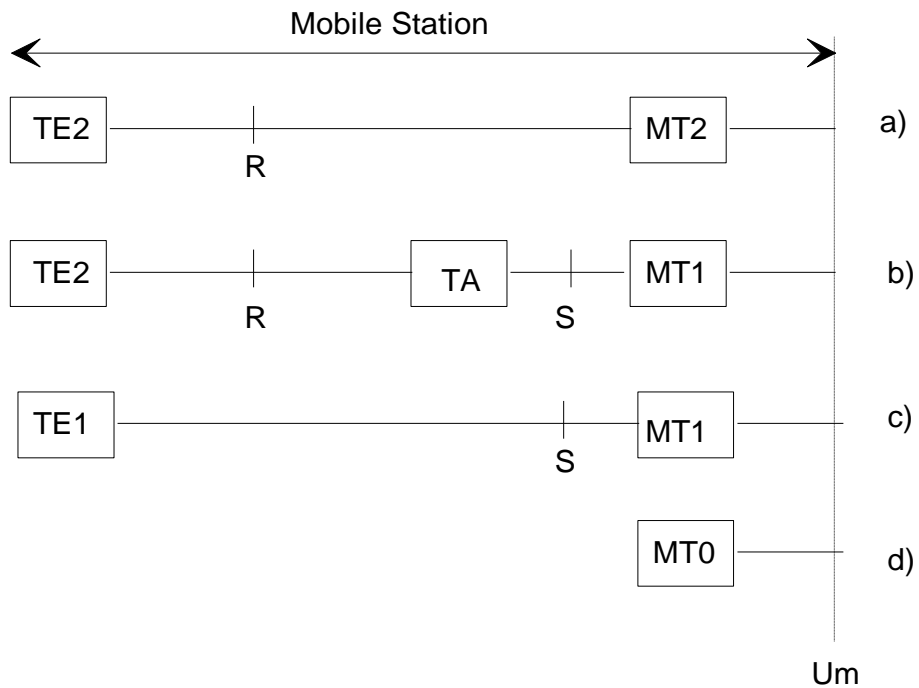 Mobile Station
TE2 MT2 a)
R
TE2 TA MT1 b)
R S
TE1 MT1 c)
S
MT0 d)
Um